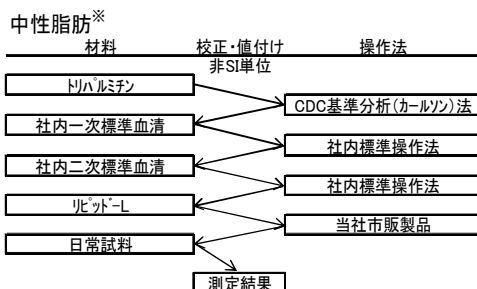 中性脂肪※
材料 校正・値付け 操作法
非SI単位
トリパルミチン
CDC基準分析(カールソン)法
社内一次標準血清
社内標準操作法
社内二次標準血清
社内標準操作法
リピッドーL
当社市販製品
日常試料
測定結果